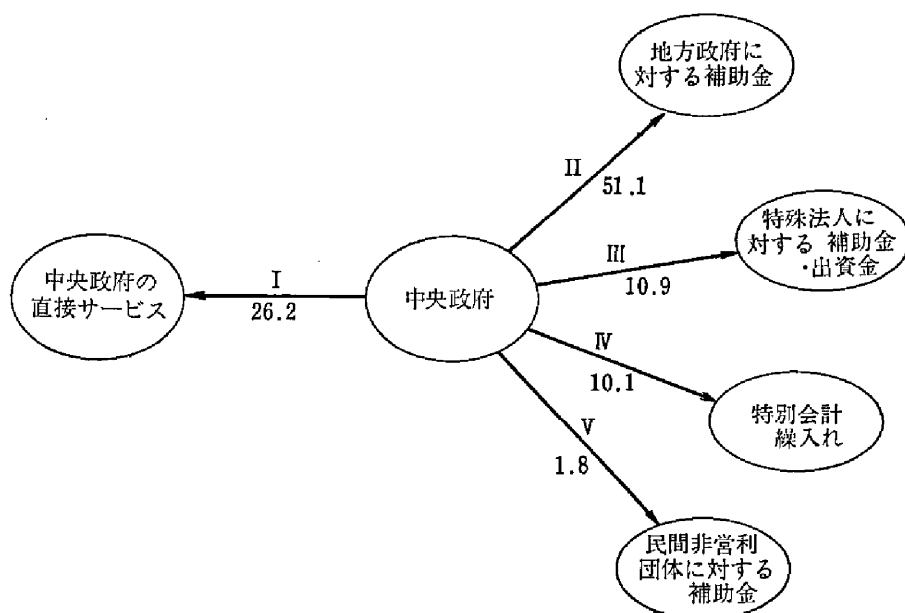 地方政府に
対する補助金
II
51.1
特殊法人に
対する 補助金
・出資金
III
10.9
中央政府の
直接サービス
I
26.2
中央政府
IV
10.1
特別会計
繰入れ
V
1.8
民間非営利
団体に対する
補助金